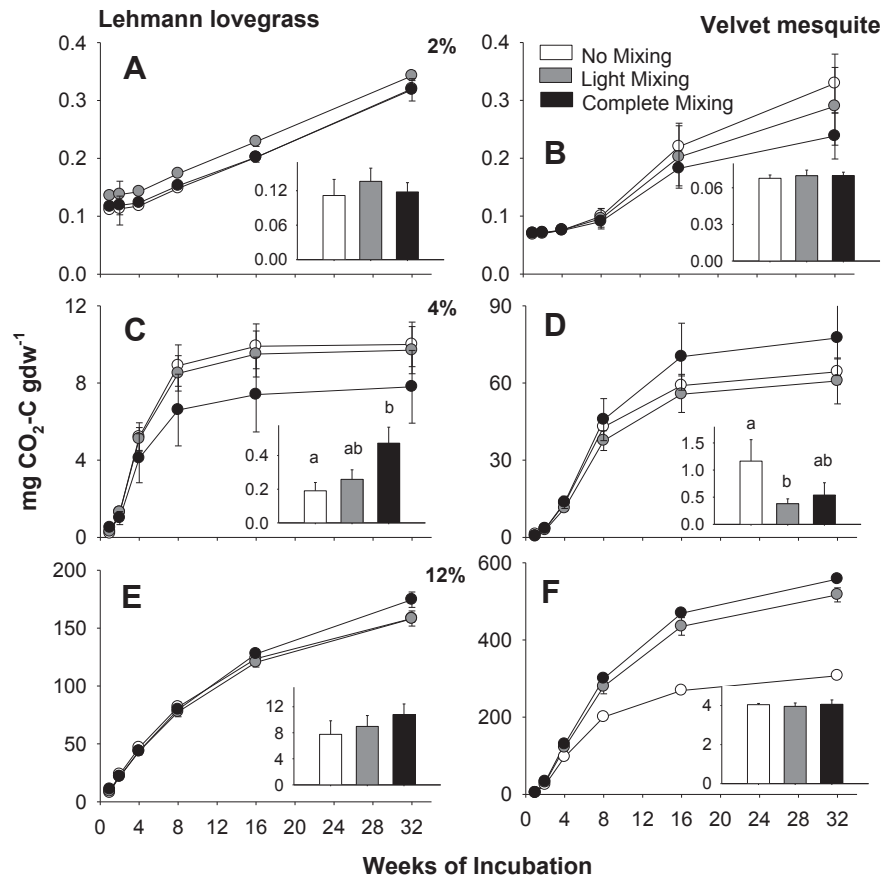 Lehmann lovegrass
Velvet mesquite
2%
0.4
0.3
0.2
0.1
0.0
A
0.12
0.06
0.00
0.4
0.3
0.2
0.1
0.0
No Mixing
Light Mixing
Complete Mixing
B
0.06
0.03
0.00
4%
12
8
4
0
C
0.4
0.2
0.0
a
ab
b
90
60
30
0
D
1.5
1.0
0.5
0.0
a
b
ab
mg CO2-C gdw-1
12%
200
150
100
50
0
E
12
8
4
0
600
400
200
0
F
4
2
0
0 4 8 12 16 20 24 28 32
0 4 8 12 16 20 24 28 32
Weeks of Incubation